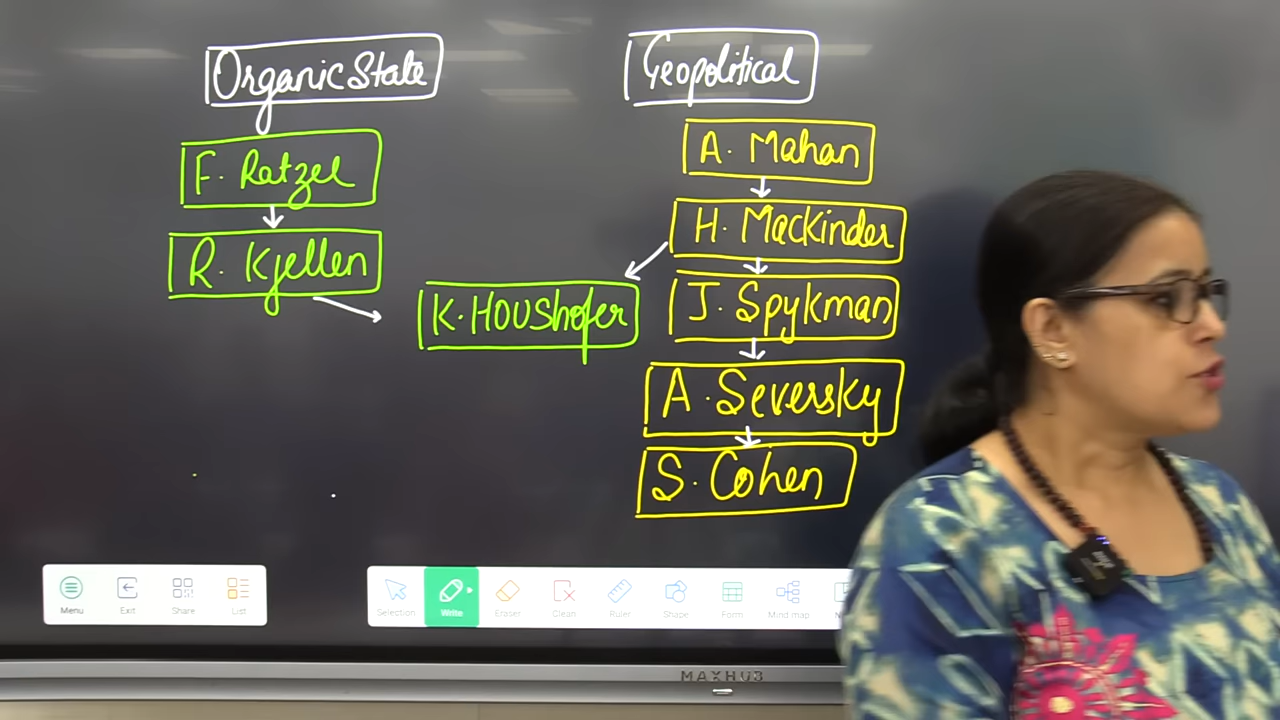 Organic State
Geopolitical
F. Ratzel
R. Kjellen
K. HOUShofer
A. Mahan
H. Mackinder
J. Spykman
A. Seversky
S. Cohen
Menu
Exit
Share
List
Selection
Write
Eraser
Clean
Ruler
Shape
Form
Mind map
MAXHUB